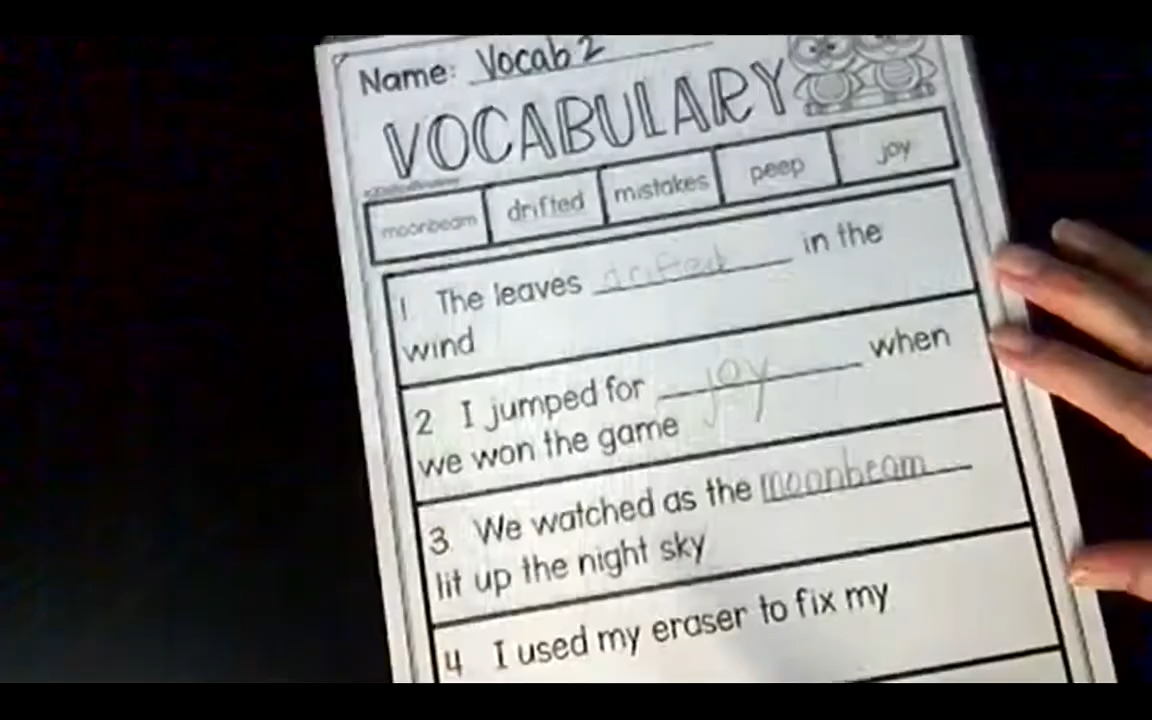 Name: Vocab 2
VOCABULARY
moonbeam drifted mistakes peep joy
1 The leaves drifted in the
wind
2 I jumped for joy when
we won the game
3 We watched as the moonbeam
lit up the night sky
4 I used my eraser to fix my